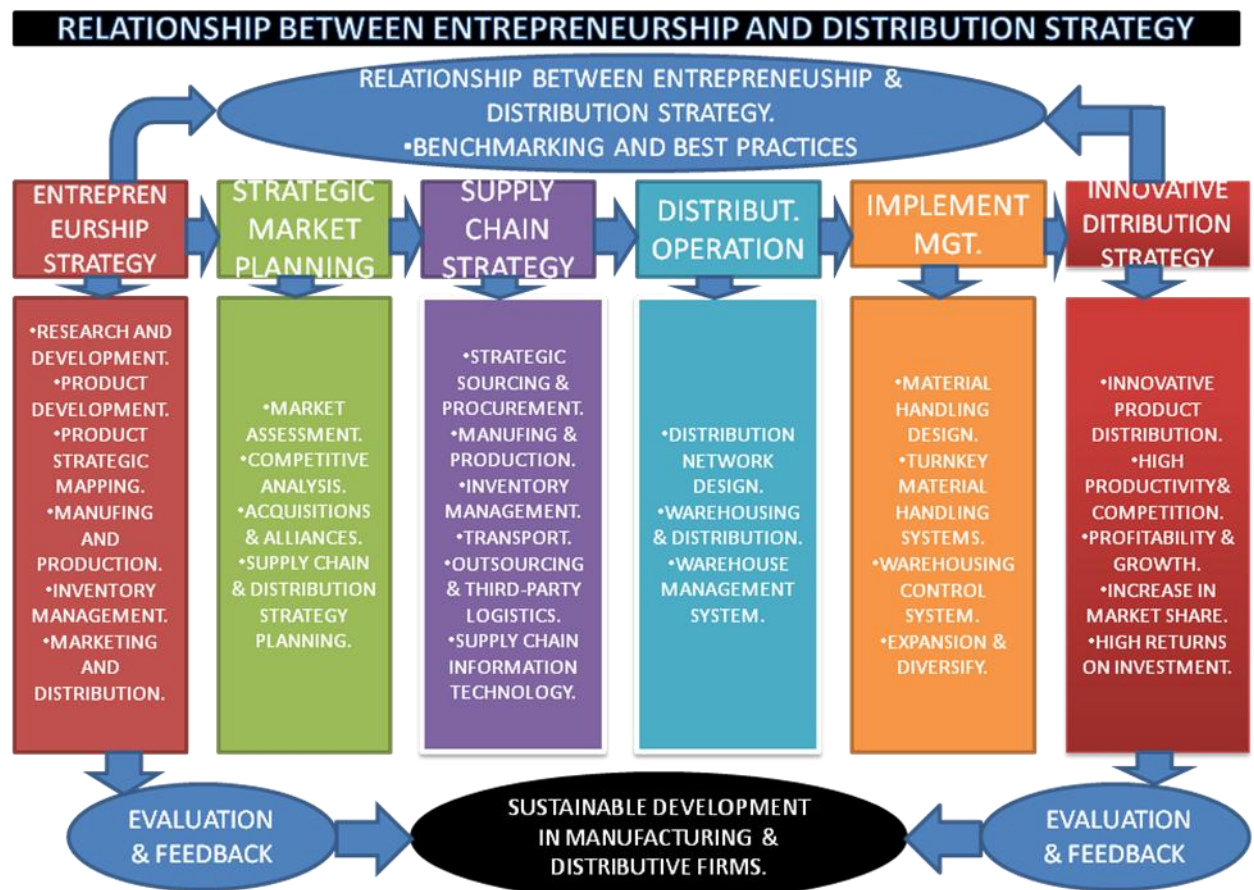 RELATIONSHIP BETWEEN ENTREPRENEURSHIP AND DISTRIBUTION STRATEGY
RELATIONSHIP BETWEEN ENTREPRENEUSHIP &
DISTRIBUTION STRATEGY.
•BENCHMARKING AND BEST PRACTICES
ENTREPREN
EURSHIP
STRATEGY
STRATEGIC
MARKET
PLANNING
SUPPLY
CHAIN
STRATEGY
DISTRIBUT.
OPERATION
IMPLEMENT
MGT.
INNOVATIVE
DITRIBUTION
STRATEGY
•RESEARCH AND
DEVELOPMENT.
•PRODUCT
DEVELOPMENT.
•PRODUCT
STRATEGIC
MAPPING.
•MANUFING
AND
PRODUCTION.
•INVENTORY
MANAGEMENT.
•MARKETING
AND
DISTRIBUTION.
•MARKET
ASSESSMENT.
•COMPETITIVE
ANALYSIS.
•ACQUISITIONS
& ALLIANCES.
•SUPPLY CHAIN
& DISTRIBUTION
STRATEGY
PLANNING.
•STRATEGIC
SOURCING &
PROCUREMENT.
•MANUFING &
PRODUCTION.
•INVENTORY
MANAGEMENT.
•TRANSPORT.
•OUTSOURCING
& THIRD-PARTY
LOGISTICS.
•SUPPLY CHAIN
INFORMATION
TECHNOLOGY.
•DISTRIBUTION
NETWORK
DESIGN.
•WAREHOUSING
& DISTRIBUTION.
•WAREHOUSE
MANAGEMENT
SYSTEM.
•MATERIAL
HANDLING
DESIGN.
•TURNKEY
MATERIAL
HANDLING
SYSTEMS.
•WAREHOUSING
CONTROL
SYSTEM.
•EXPANSION &
DIVERSIFY.
•INNOVATIVE
PRODUCT
DISTRIBUTION.
•HIGH
PRODUCTIVITY&
COMPETITION.
•PROFITABILITY &
GROWTH.
•INCREASE IN
MARKET SHARE.
•HIGH RETURNS
ON INVESTMENT.
EVALUATION
& FEEDBACK
SUSTAINABLE DEVELOPMENT
IN MANUFACTURING &
DISTRIBUTIVE FIRMS.
EVALUATION
& FEEDBACK